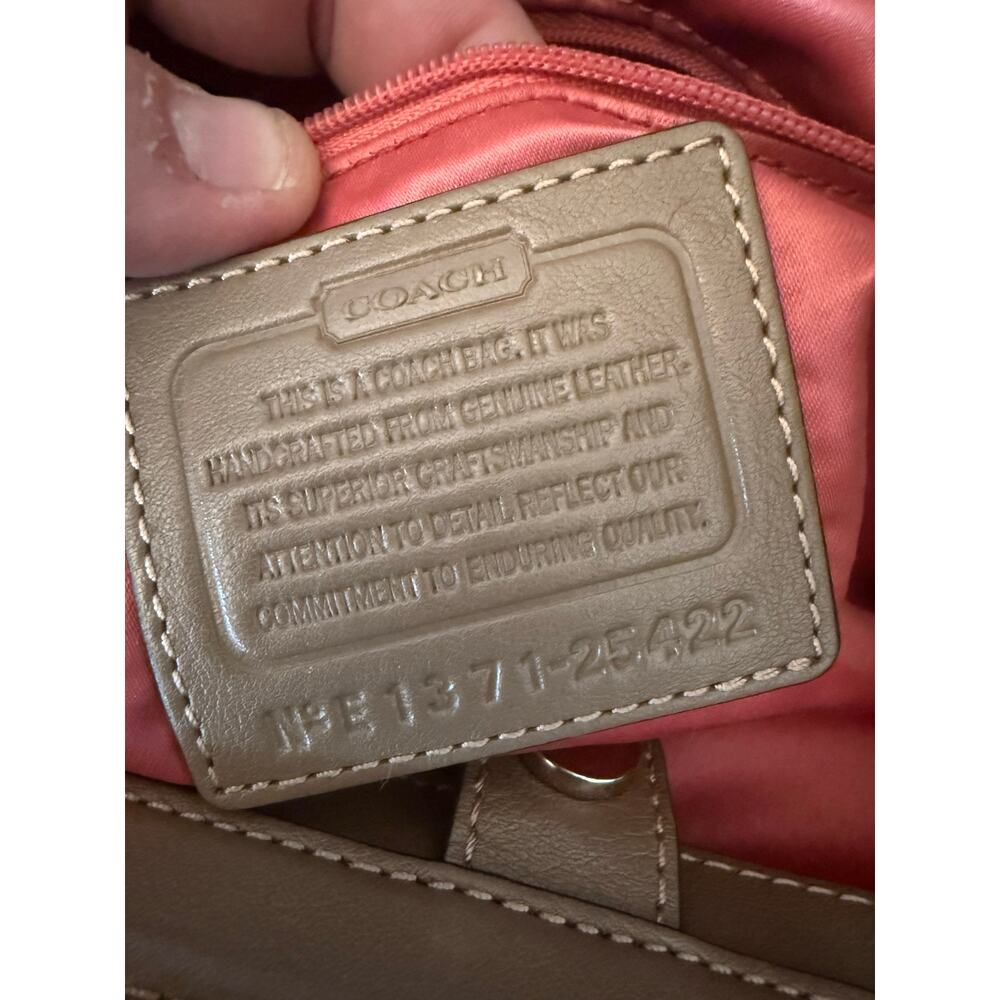 COACH
THIS IS A COACH BAG. IT WAS
HANDCRAFTED FROM GENUINE LEATHER.
ITS SUPERIOR CRAFTSMANSHIP AND
ATTENTION TO DETAIL REFLECT OUR
COMMITMENT TO ENDURING QUALITY.
Nº E1371-25422